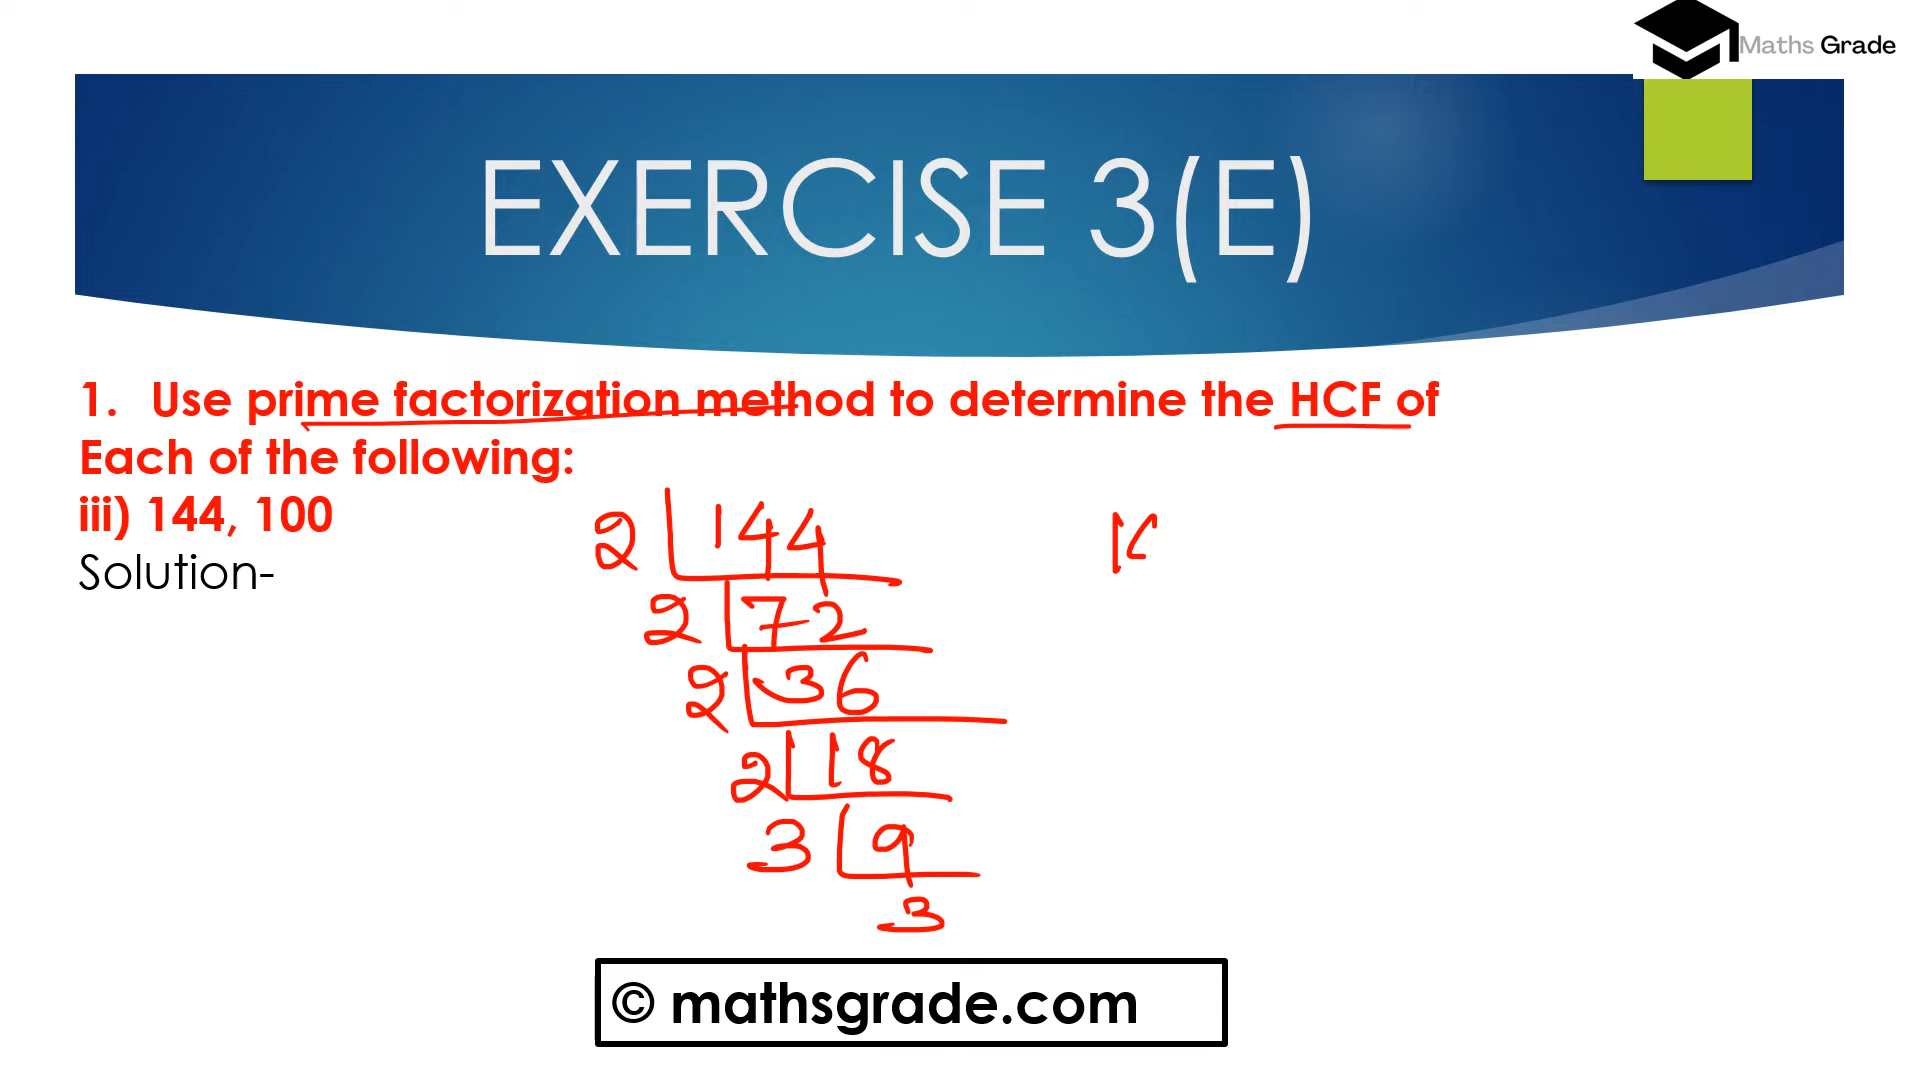 Maths Grade
EXERCISE 3(E)
1. Use prime factorization method to determine the HCF of
Each of the following:
iii) 144, 100
Solution-
2 144
2 72
2 36
2 18
3 9
3
© mathsgrade.com